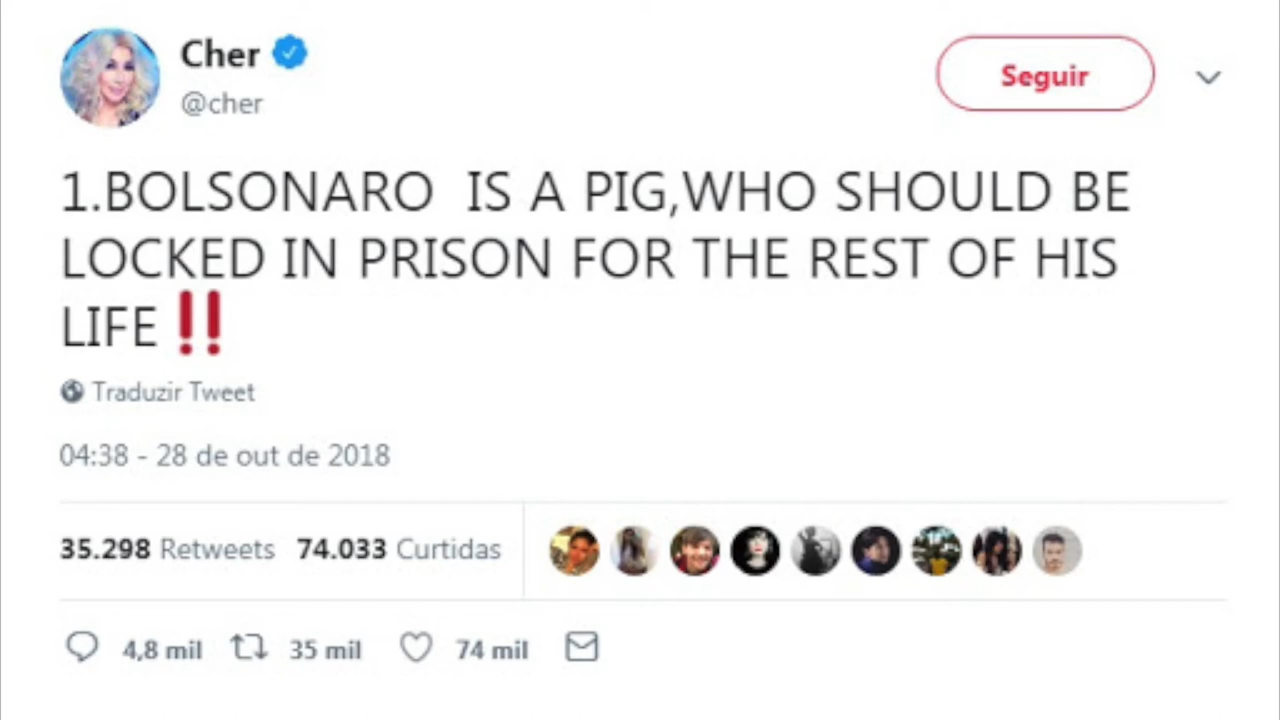 Cher
@cher
Seguir
1.BOLSONARO IS A PIG,WHO SHOULD BE
LOCKED IN PRISON FOR THE REST OF HIS
LIFE‼
Traduzir Tweet
04:38 - 28 de out de 2018
35.298 Retweets 74.033 Curtidas
4,8 mil 35 mil 74 mil